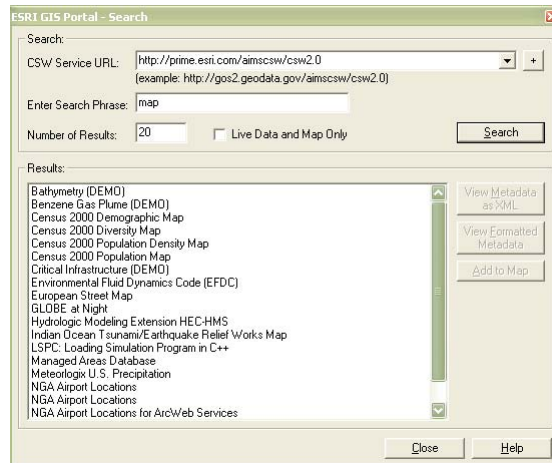 ESRI GIS Portal - Search
Search:
CSW Service URL: http://prime.esri.com/aimscsw/csw2.0 +
(example: http://gos2.geodata.gov/aimscsw/csw2.0)
Enter Search Phrase: map
Number of Results: 20 Live Data and Map Only Search
Results:
Bathymetry (DEMO)
Benzene Gas Plume (DEMO)
Census 2000 Demographic Map
Census 2000 Diversity Map
Census 2000 Population Density Map
Census 2000 Population Map
Critical Infrastructure (DEMO)
Environmental Fluid Dynamics Code (EFDC)
European Street Map
GLOBE at Night
Hydrologic Modeling Extension HEC-HMS
Indian Ocean Tsunami/Earthquake Relief Works Map
LSPC: Loading Simulation Program in C++
Managed Areas Database
Meteorlogix U.S. Precipitation
NGA Airport Locations
NGA Airport Locations
NGA Airport Locations for ArcWeb Services
View Metadata
as XML
View Formatted
Metadata
Add to Map
Close Help